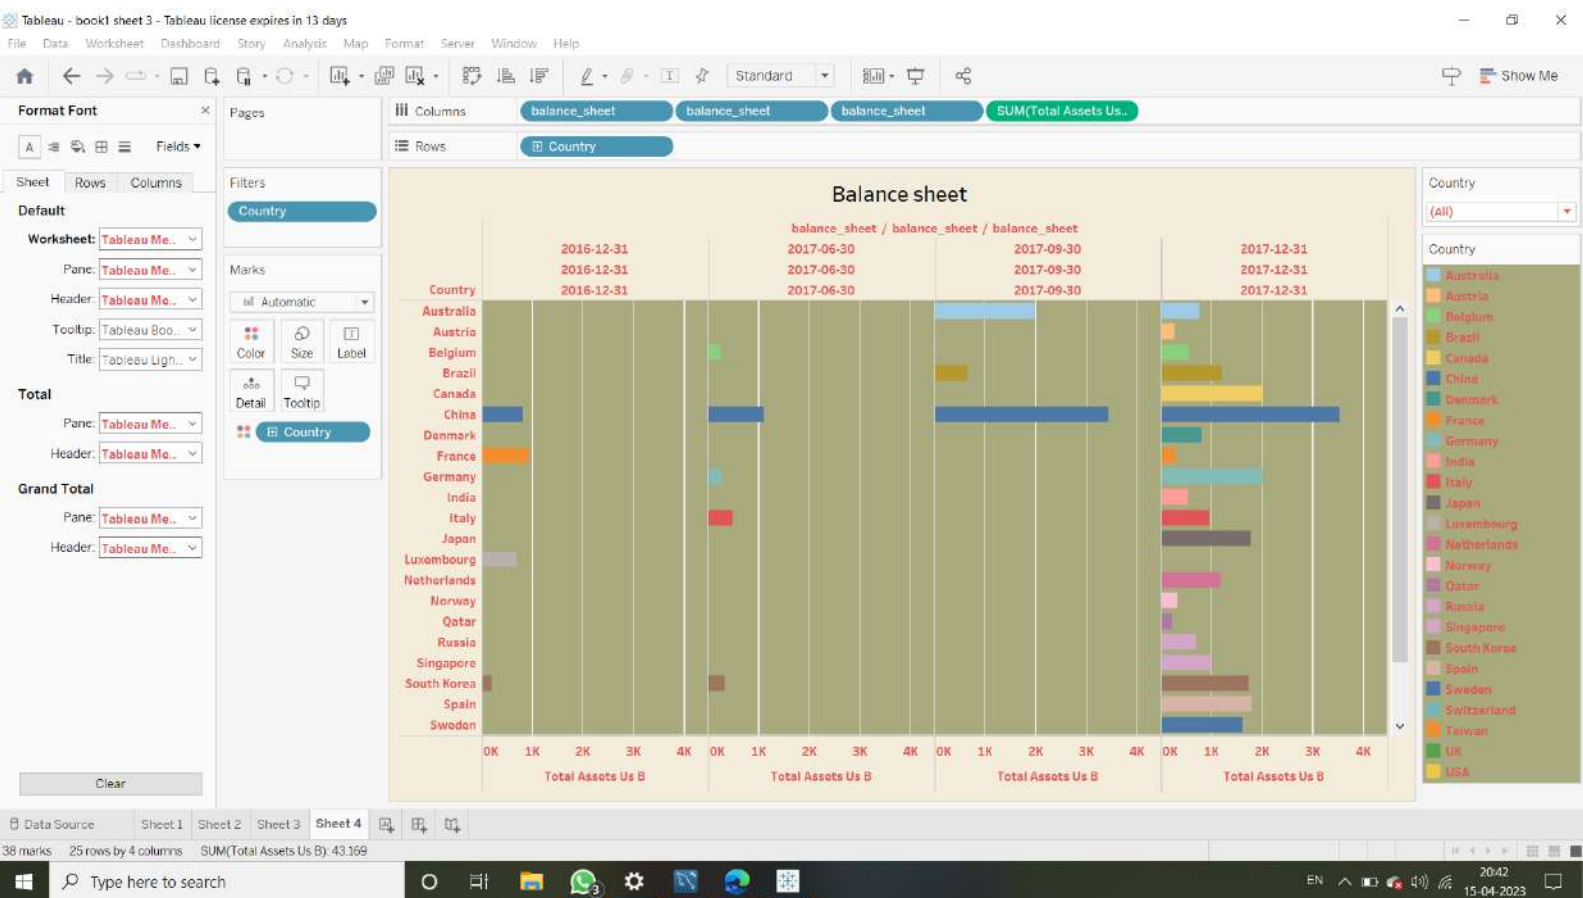 Tableau - book1 sheet 3 - Tableau license expires in 13 days
File Data Worksheet Dashboard Story Analysis Map Format Server Window Help
Standard
Show Me
Format Font
Fields
Sheet Rows Columns
Default
Worksheet: Tableau Me..
Pane: Tableau Me..
Header: Tableau Me..
Tooltip: Tableau Boo..
Title: Tableau Ligh..
Total
Pane: Tableau Me..
Header: Tableau Me..
Grand Total
Pane: Tableau Me..
Header: Tableau Me..
Clear
Pages
Filters
Country
Marks
Automatic
Color Size Label
Detail Tooltip
Country
Columns balance_sheet balance_sheet balance_sheet SUM(Total Assets Us..
Rows Country
Balance sheet
balance_sheet / balance_sheet / balance_sheet
2016-12-31 2017-06-30 2017-09-30 2017-12-31
2016-12-31 2017-06-30 2017-09-30 2017-12-31
Country 2016-12-31 2017-06-30 2017-09-30 2017-12-31
Australia
Austria
Belgium
Brazil
Canada
China
Denmark
France
Germany
India
Italy
Japan
Luxembourg
Netherlands
Norway
Qatar
Russia
Singapore
South Korea
Spain
Sweden
0K 1K 2K 3K 4K 0K 1K 2K 3K 4K 0K 1K 2K 3K 4K 0K 1K 2K 3K 4K
Total Assets Us B Total Assets Us B Total Assets Us B Total Assets Us B
Country
(All)
Country
Australia
Austria
Belgium
Brazil
Canada
China
Denmark
France
Germany
India
Italy
Japan
Luxembourg
Netherlands
Norway
Qatar
Russia
Singapore
South Korea
Spain
Sweden
Switzerland
Taiwan
UK
USA
Data Source Sheet 1 Sheet 2 Sheet 3 Sheet 4
38 marks 25 rows by 4 columns SUM(Total Assets Us B): 43.169
Type here to search
3
EN
20:42
15-04-2023